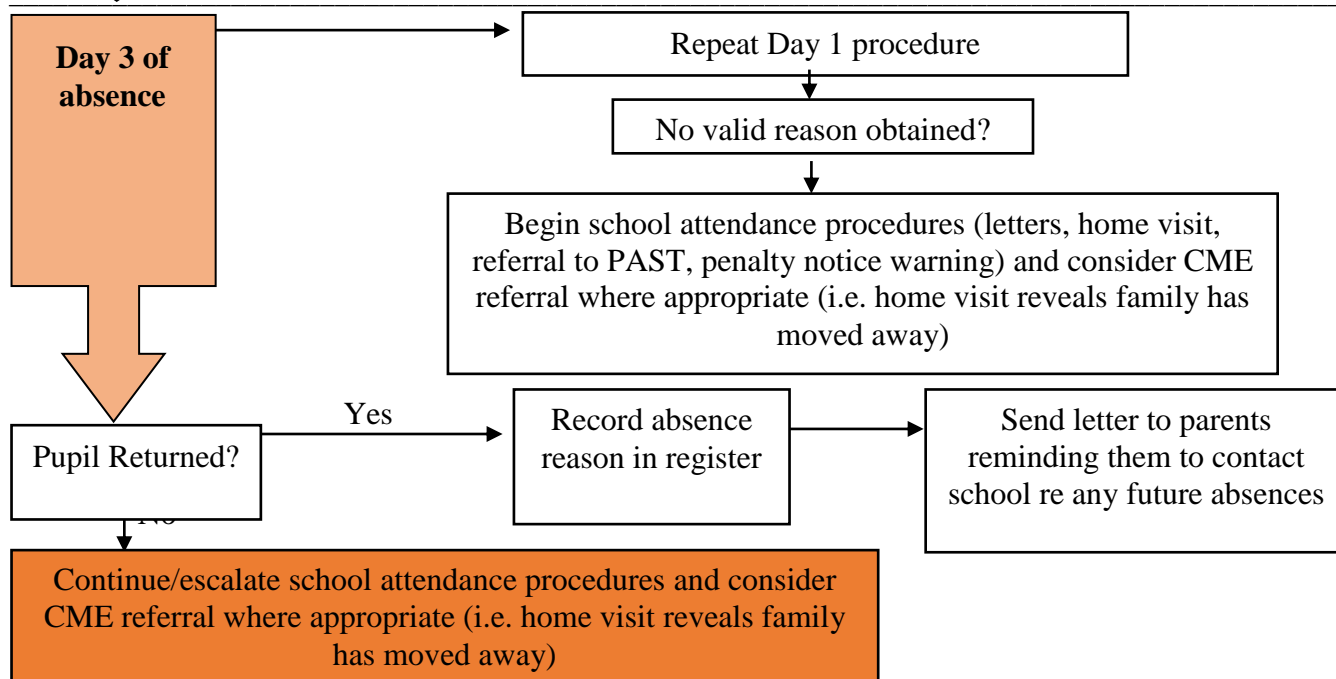 Day 3 of
absence
Repeat Day 1 procedure
No valid reason obtained?
Begin school attendance procedures (letters, home visit,
referral to PAST, penalty notice warning) and consider CME
referral where appropriate (i.e. home visit reveals family has
moved away)
Pupil Returned?
Yes
Record absence
reason in register
Send letter to parents
reminding them to contact
school re any future absences
No
Continue/escalate school attendance procedures and consider
CME referral where appropriate (i.e. home visit reveals family
has moved away)